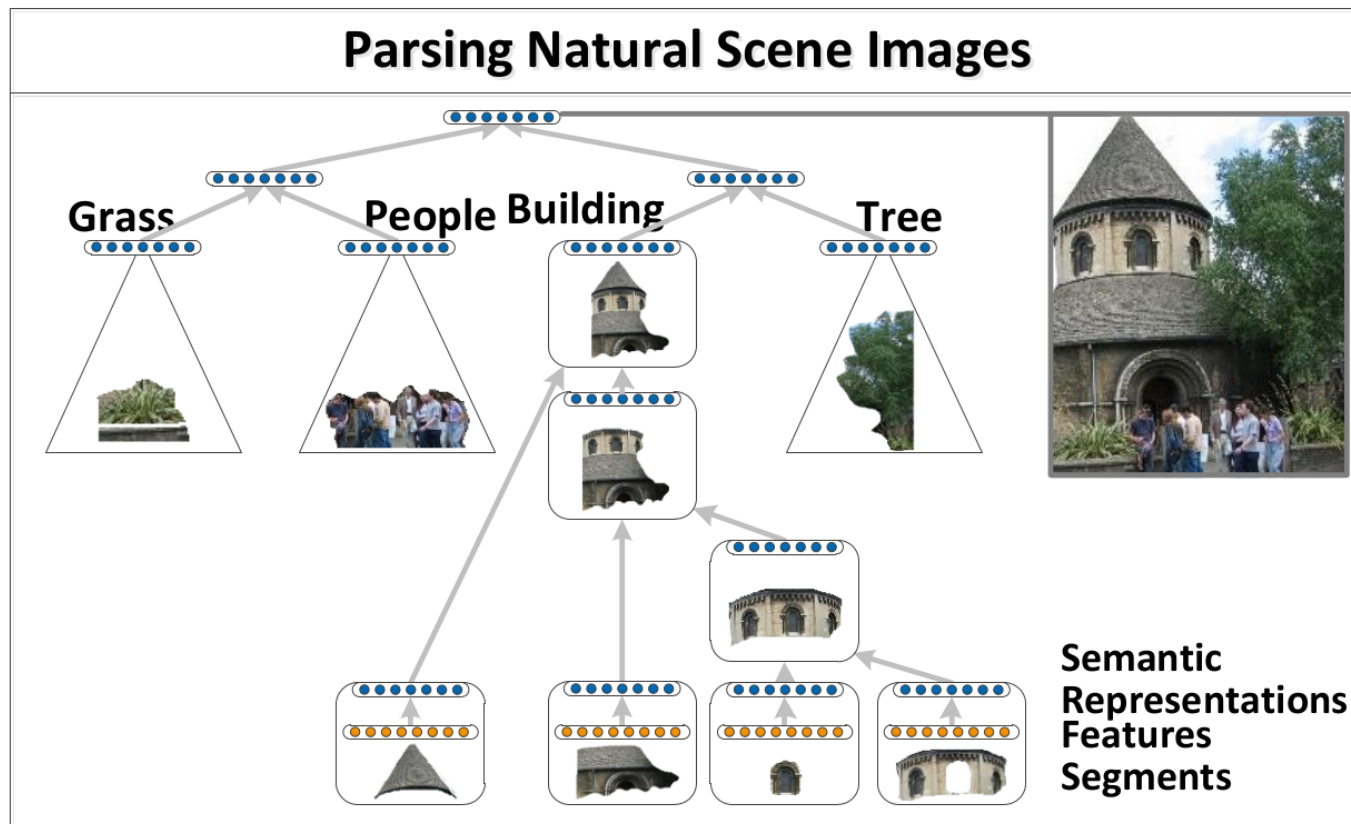 Parsing Natural Scene Images
Grass
People
Building
Tree
Semantic
Representations
Features
Segments